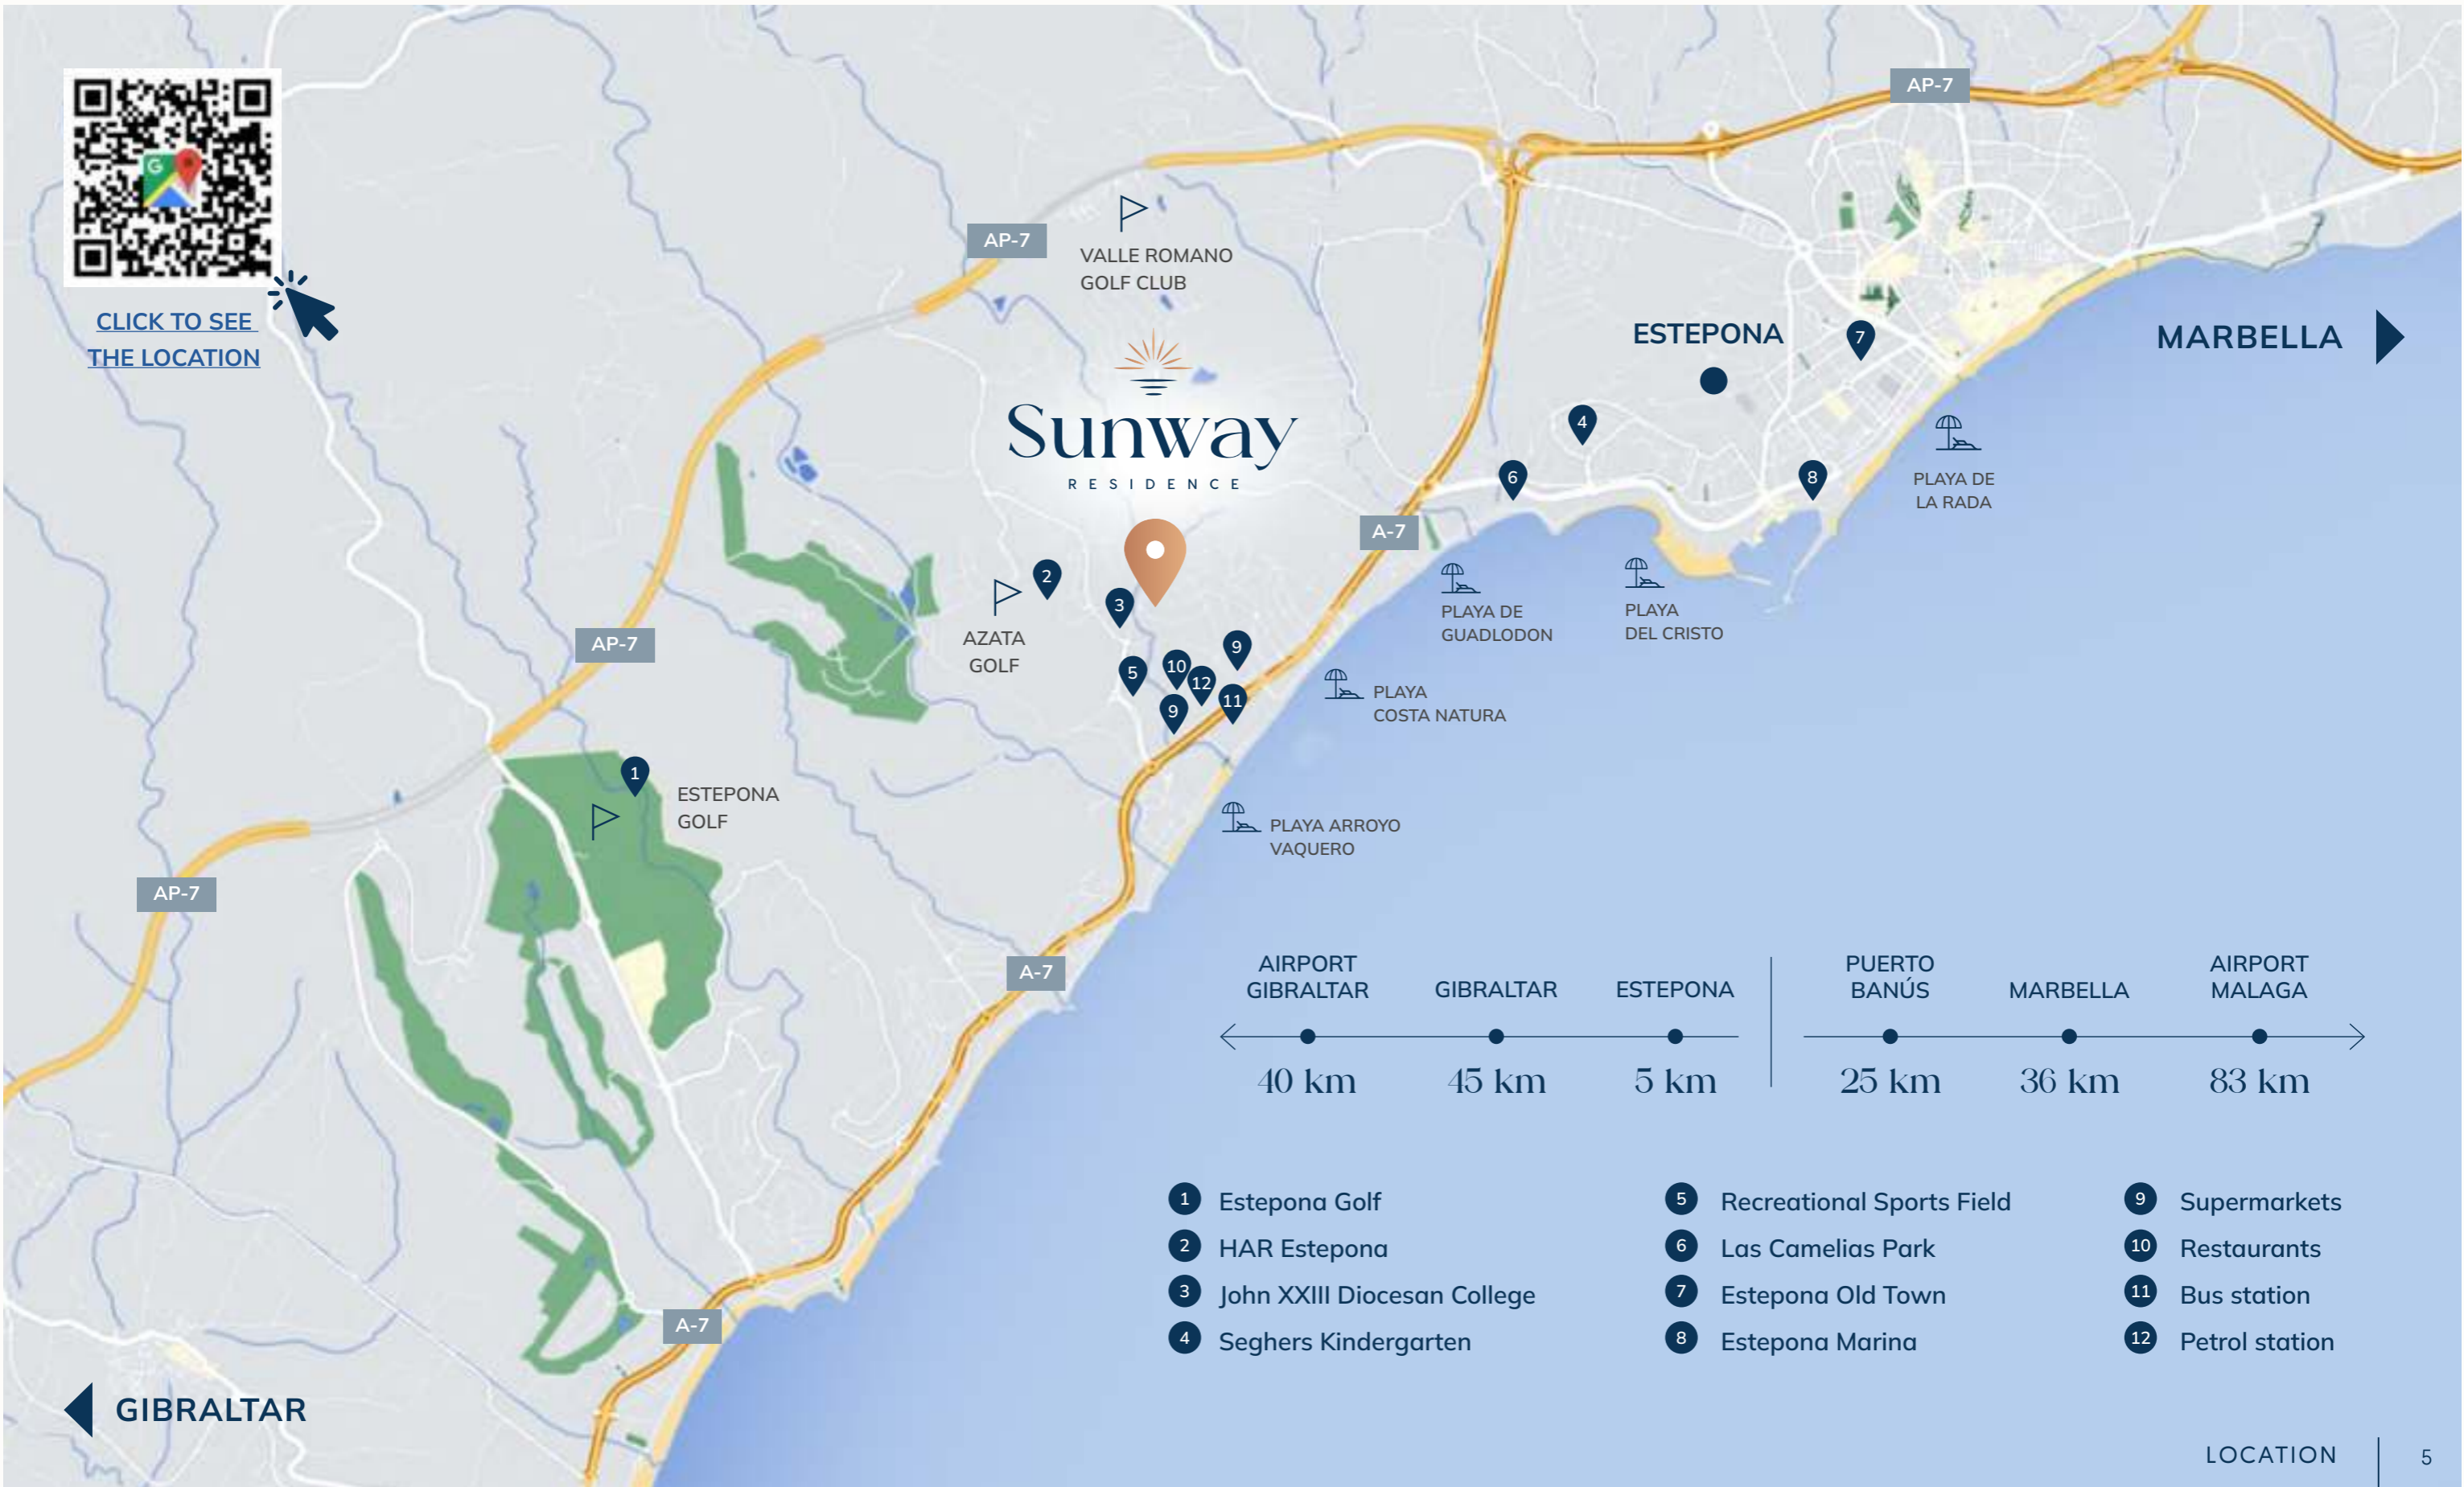 AP-7
AP-7
VALLE ROMANO
GOLF CLUB
G
CLICK TO SEE
THE LOCATION
ESTEPONA
7
MARBELLA
Sunway
RESIDENCE
4
6
8
PLAYA DE
LA RADA
A-7
2
3
AZATA
GOLF
PLAYA DE
GUADLODON
PLAYA
DEL CRISTO
AP-7
5
10
12
9
9
11
PLAYA
COSTA NATURA
1
ESTEPONA
GOLF
PLAYA ARROYO
VAQUERO
AP-7
A-7
A-7
GIBRALTAR
AIRPORT
GIBRALTAR
GIBRALTAR
ESTEPONA
PUERTO
BANÚS
MARBELLA
AIRPORT
MALAGA
40 km
45 km
5 km
25 km
36 km
83 km
1 Estepona Golf
2 HAR Estepona
3 John XXIII Diocesan College
4 Seghers Kindergarten
5 Recreational Sports Field
6 Las Camelias Park
7 Estepona Old Town
8 Estepona Marina
9 Supermarkets
10 Restaurants
11 Bus station
12 Petrol station
LOCATION
5